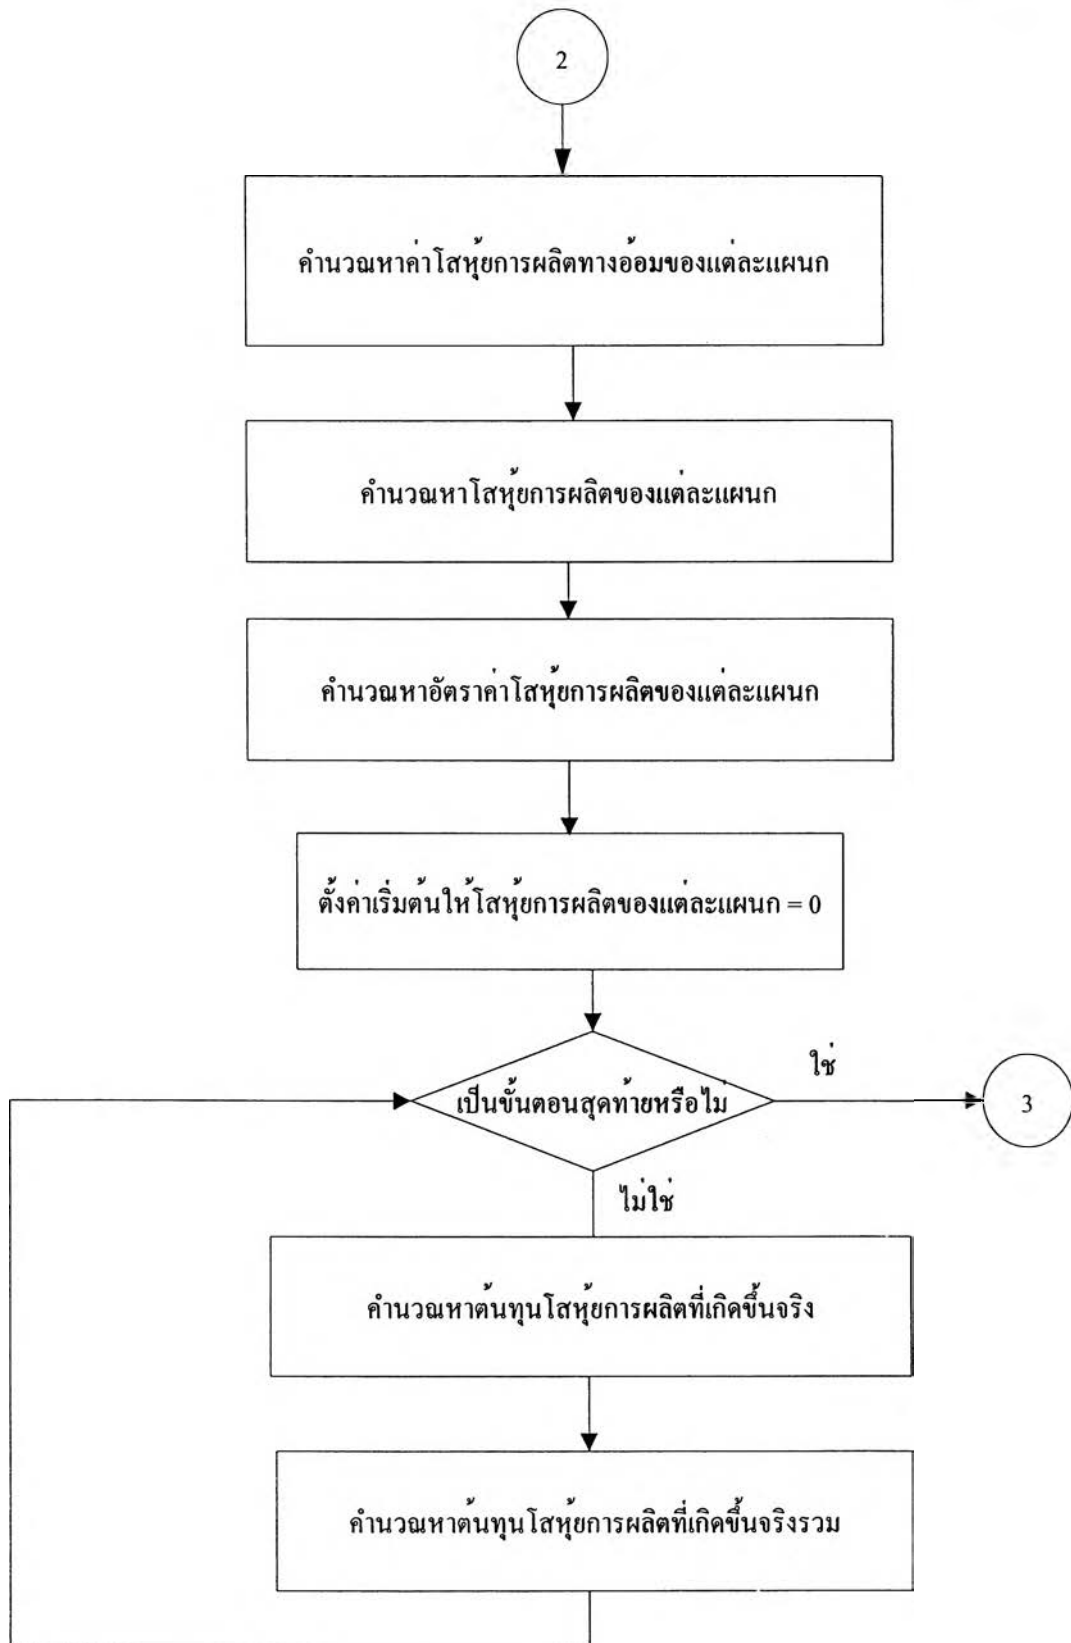 2
คำนวณหาค่าโสหุ้ยการผลิตทางอ้อมของแต่ละแผนก
คำนวณหาโสหุ้ยการผลิตของแต่ละแผนก
คำนวณหาอัตราค่าโสหุ้ยการผลิตของแต่ละแผนก
ตั้งค่าเริ่มต้นให้โสหุ้ยการผลิตของแต่ละแผนก = 0
ใช่
เป็นขั้นตอนสุดท้ายหรือไม่
3
ไม่ใช่
คำนวณหาต้นทุนโสหุ้ยการผลิตที่เกิดขึ้นจริง
คำนวณหาต้นทุนโสหุ้ยการผลิตที่เกิดขึ้นจริงรวม